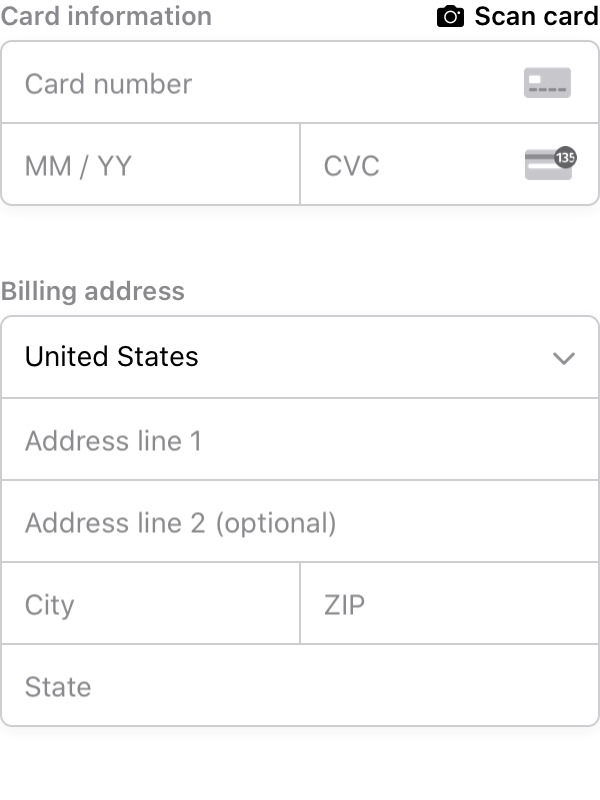 Card information Scan card
Card number
MM / YY CVC 135
Billing address
United States
Address line 1
Address line 2 (optional)
City ZIP
State